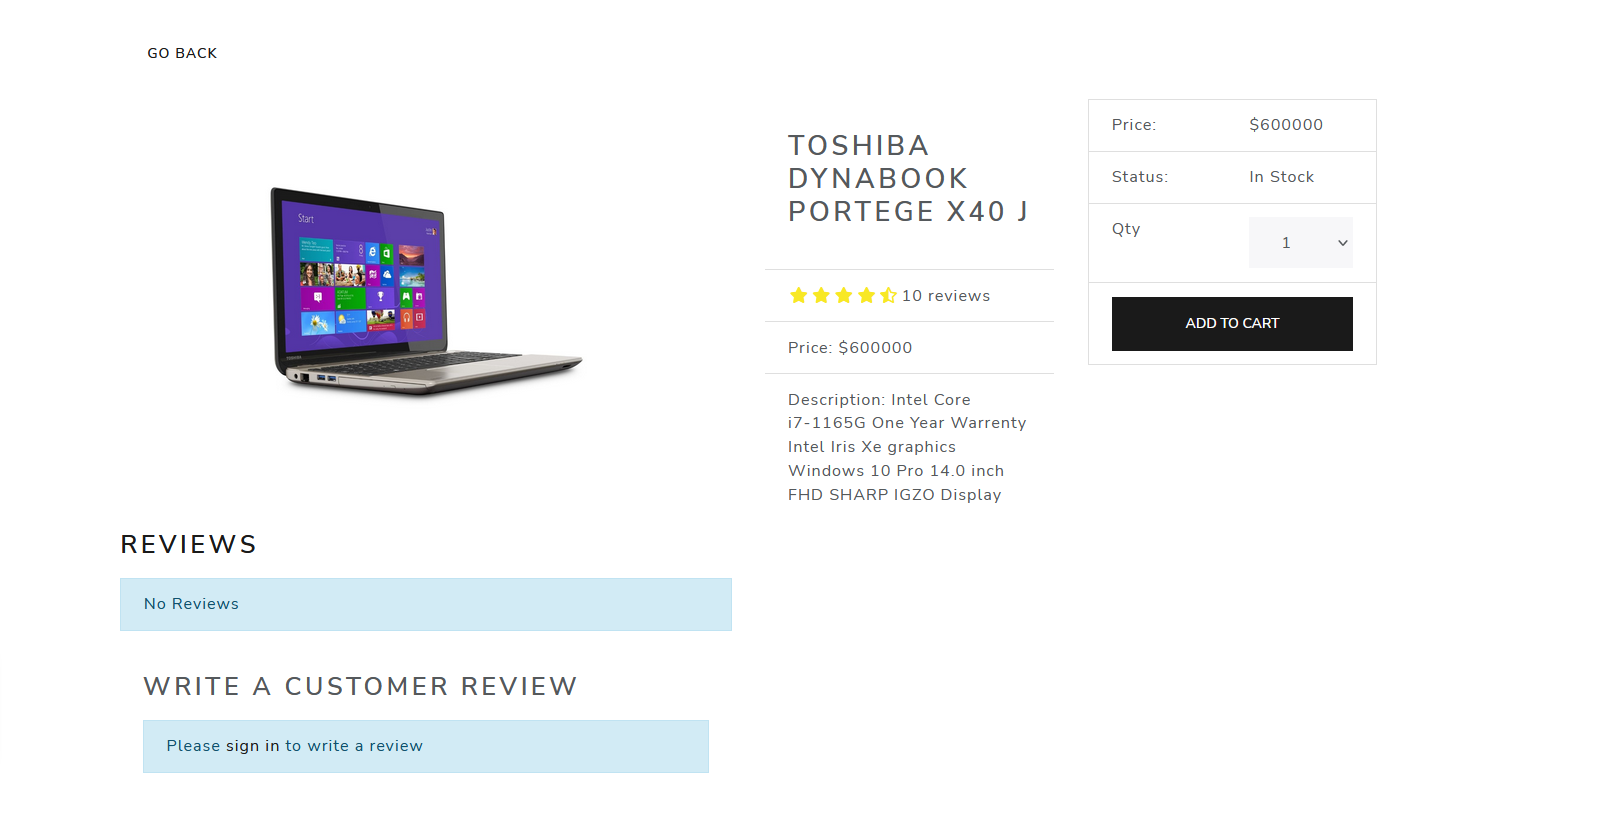 GO BACK
Start
TOSHIBA
TOSHIBA
DYNABOOK
PORTEGE X40 J
10 reviews
Price: $600000
Description: Intel Core
i7-1165G One Year Warrenty
Intel Iris Xe graphics
Windows 10 Pro 14.0 inch
FHD SHARP IGZO Display
Price: $600000
Status: In Stock
Qty 1
ADD TO CART
REVIEWS
No Reviews
WRITE A CUSTOMER REVIEW
Please sign in to write a review